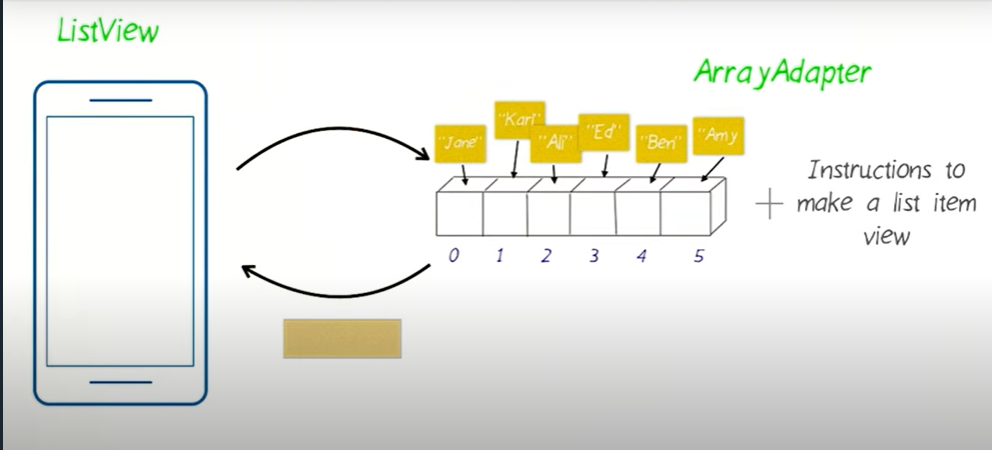 ListView
ArrayAdapter
"Jane"
"Karl"
"Ali"
"Ed"
"Ben"
"Amy
Instructions to
+ make a list item
view
0 1 2 3 4 5